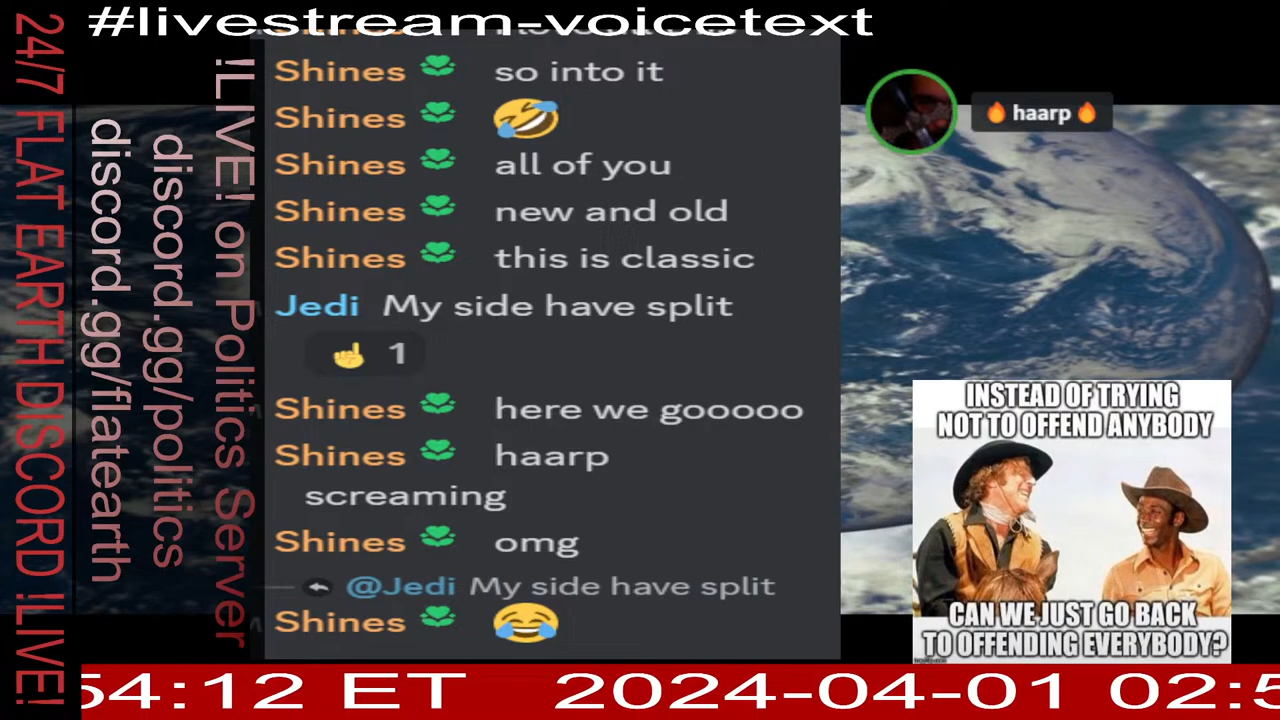 #livestream-voicetext
24/7 FLAT EARTH DISCORD !LIVE!
discord.gg/flatearth
discord.gg/politics
!LIVE! on Politics Server
Shines so into it
Shines 🤣
Shines all of you
Shines new and old
Shines this is classic
Jedi My side have split
☝️ 1
Shines here we gooooo
Shines haarp
screaming
Shines omg
@Jedi My side have split
Shines 😂
🔥 haarp 🔥
INSTEAD OF TRYING
NOT TO OFFEND ANYBODY
CAN WE JUST GO BACK
TO OFFENDING EVERYBODY?
54:12 ET 2024-04-01 02:5